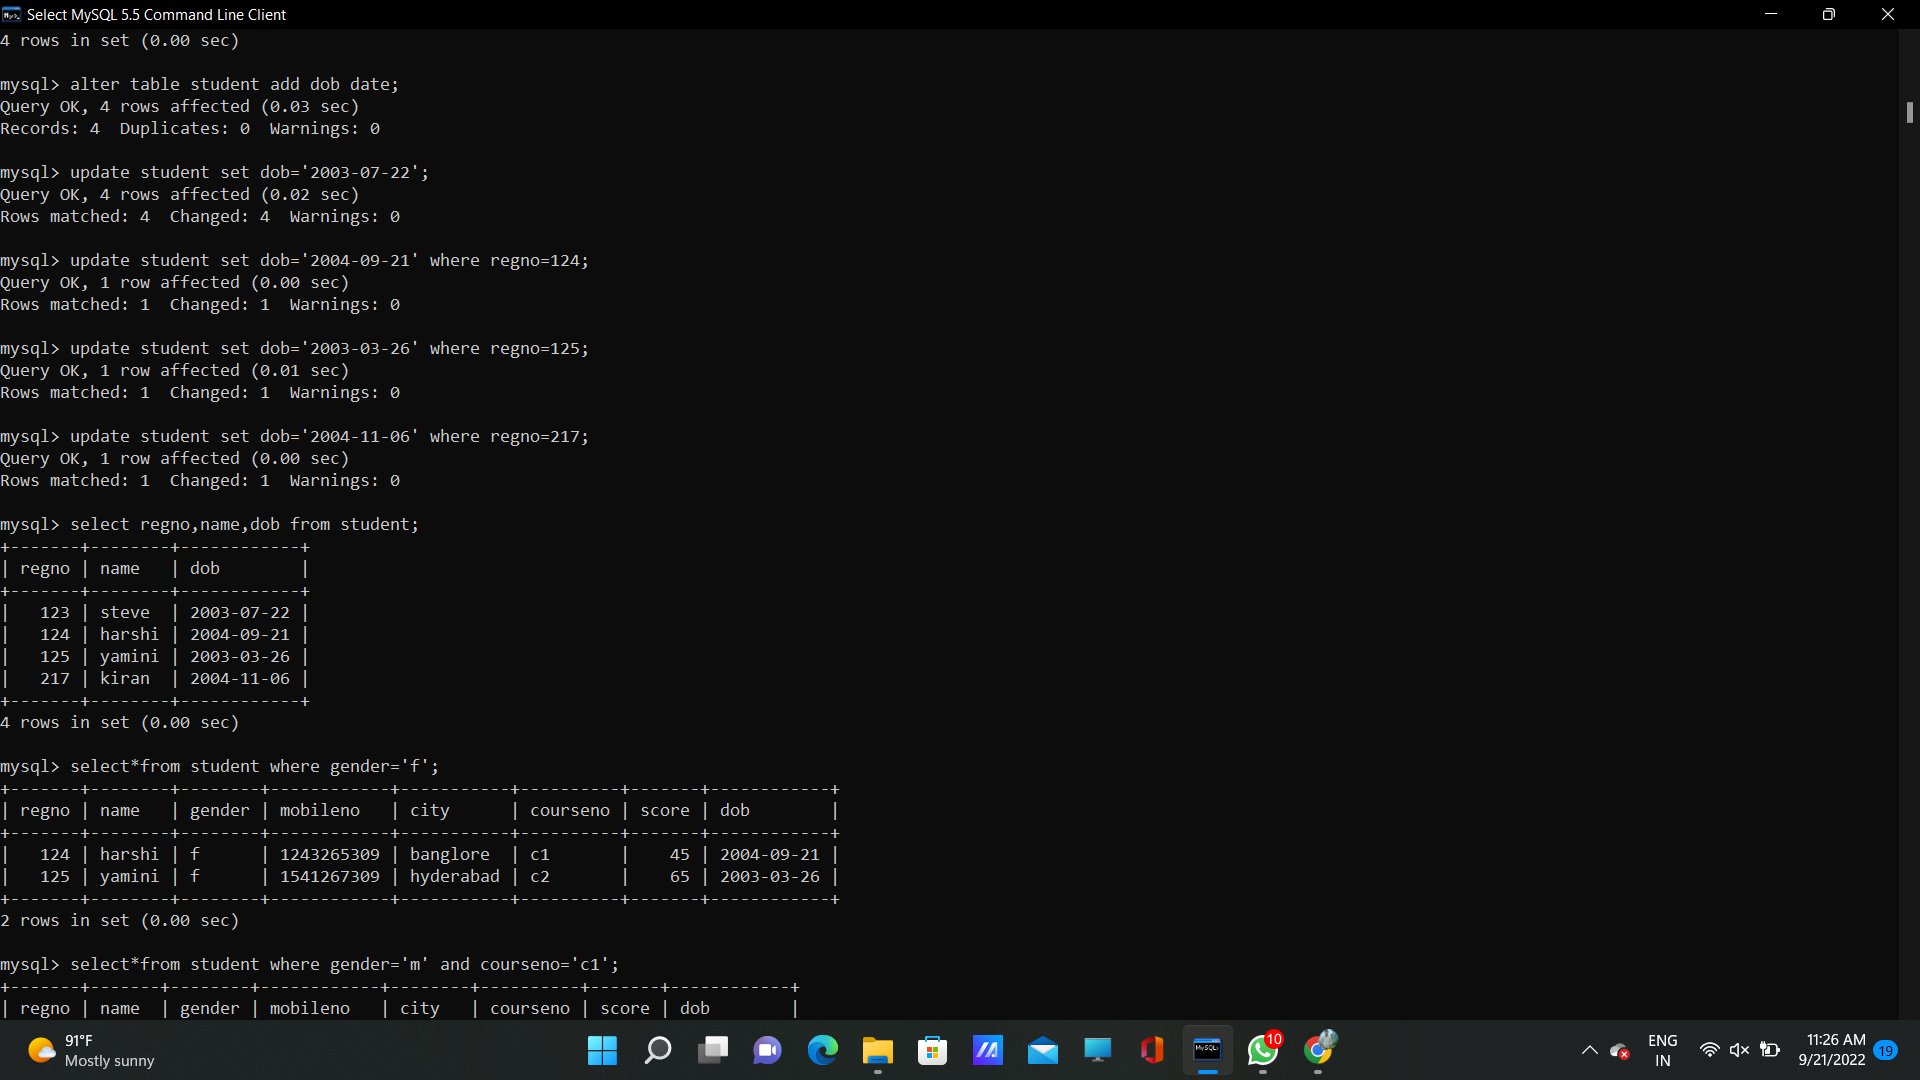 Select MySQL 5.5 Command Line Client
4 rows in set (0.00 sec)
mysql> alter table student add dob date;
Query OK, 4 rows affected (0.03 sec)
Records: 4  Duplicates: 0  Warnings: 0
mysql> update student set dob='2003-07-22';
Query OK, 4 rows affected (0.02 sec)
Rows matched: 4  Changed: 4  Warnings: 0
mysql> update student set dob='2004-09-21' where regno=124;
Query OK, 1 row affected (0.00 sec)
Rows matched: 1  Changed: 1  Warnings: 0
mysql> update student set dob='2003-03-26' where regno=125;
Query OK, 1 row affected (0.01 sec)
Rows matched: 1  Changed: 1  Warnings: 0
mysql> update student set dob='2004-11-06' where regno=217;
Query OK, 1 row affected (0.00 sec)
Rows matched: 1  Changed: 1  Warnings: 0
mysql> select regno,name,dob from student;
+-------+--------+------------+
| regno | name   | dob        |
+-------+--------+------------+
|   123 | steve  | 2003-07-22 |
|   124 | harshi | 2004-09-21 |
|   125 | yamini | 2003-03-26 |
|   217 | kiran  | 2004-11-06 |
+-------+--------+------------+
4 rows in set (0.00 sec)
mysql> select*from student where gender='f';
+-------+--------+--------+------------+-----------+----------+-------+------------+
| regno | name   | gender | mobileno   | city      | courseno | score | dob        |
+-------+--------+--------+------------+-----------+----------+-------+------------+
|   124 | harshi | f      | 1243265309 | banglore  | c1       |    45 | 2004-09-21 |
|   125 | yamini | f      | 1541267309 | hyderabad | c2       |    65 | 2003-03-26 |
+-------+--------+--------+------------+-----------+----------+-------+------------+
2 rows in set (0.00 sec)
mysql> select*from student where gender='m' and courseno='c1';
+-------+-------+--------+------------+--------+----------+-------+------------+
| regno | name  | gender | mobileno   | city   | courseno | score | dob        |
91°F
Mostly sunny
MySQL
10
ENG
IN
11:26 AM
9/21/2022
19